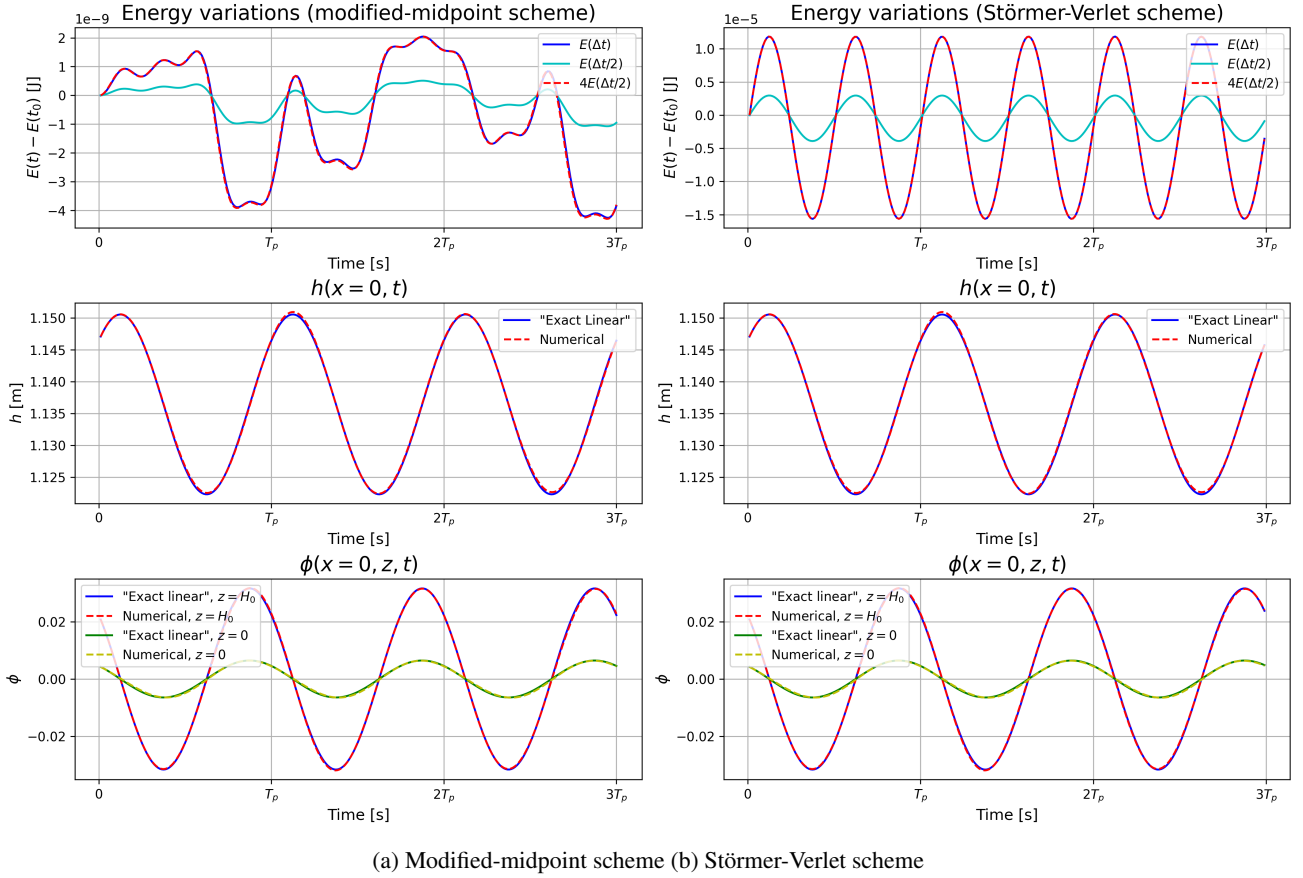 Energy variations (modified-midpoint scheme)
1e−9
E(t) − E(t₀) [J]
2
1
0
−1
−2
−3
−4
E(Δt)
E(Δt/2)
4E(Δt/2)
0
Tₚ
2Tₚ
3Tₚ
Time [s]
Energy variations (Störmer-Verlet scheme)
1e−5
E(t) − E(t₀) [J]
1.0
0.5
0.0
−0.5
−1.0
−1.5
E(Δt)
E(Δt/2)
4E(Δt/2)
0
Tₚ
2Tₚ
3Tₚ
Time [s]
h(x = 0, t)
h [m]
1.150
1.145
1.140
1.135
1.130
1.125
"Exact Linear"
Numerical
0
Tₚ
2Tₚ
3Tₚ
Time [s]
h(x = 0, t)
h [m]
1.150
1.145
1.140
1.135
1.130
1.125
"Exact Linear"
Numerical
0
Tₚ
2Tₚ
3Tₚ
Time [s]
ϕ(x = 0, z, t)
ϕ
0.02
0.00
−0.02
"Exact linear", z = H₀
Numerical, z = H₀
"Exact linear", z = 0
Numerical, z = 0
0
Tₚ
2Tₚ
3Tₚ
Time [s]
ϕ(x = 0, z, t)
ϕ
0.02
0.00
−0.02
"Exact linear", z = H₀
Numerical, z = H₀
"Exact linear", z = 0
Numerical, z = 0
0
Tₚ
2Tₚ
3Tₚ
Time [s]
(a) Modified-midpoint scheme (b) Störmer-Verlet scheme